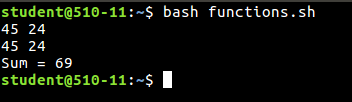 student@510-11:~$ bash functions.sh
45 24
45 24
Sum = 69
student@510-11:~$